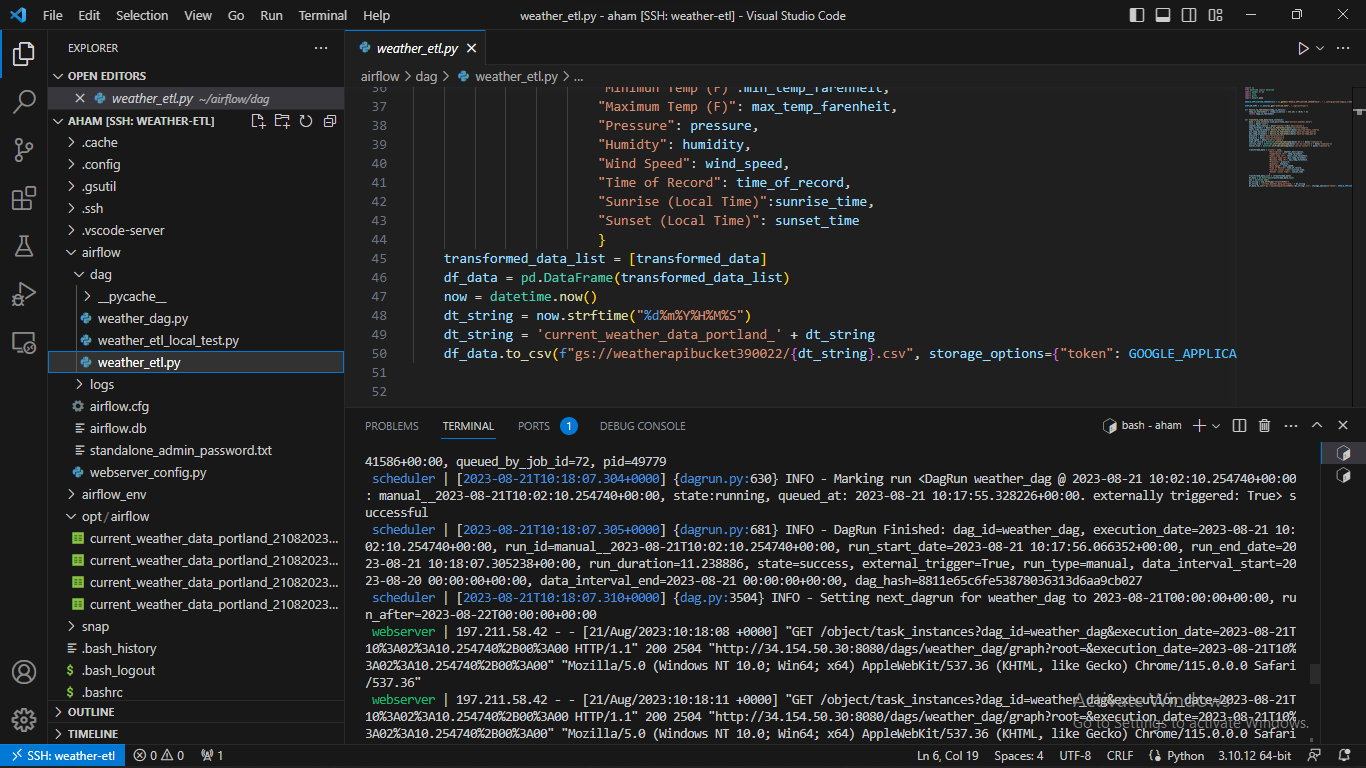 File Edit Selection View Go Run Terminal Help
weather_etl.py - aham [SSH: weather-etl] - Visual Studio Code
EXPLORER
OPEN EDITORS
weather_etl.py ~/airflow/dag
AHAM [SSH: WEATHER-ETL]
.cache
.config
.gsutil
.ssh
.vscode-server
airflow
dag
__pycache__
weather_dag.py
weather_etl_local_test.py
weather_etl.py
logs
airflow.cfg
airflow.db
standalone_admin_password.txt
webserver_config.py
airflow_env
opt/airflow
current_weather_data_portland_21082023...
current_weather_data_portland_21082023...
current_weather_data_portland_21082023...
current_weather_data_portland_21082023...
snap
.bash_history
.bash_logout
.bashrc
OUTLINE
TIMELINE
weather_etl.py
airflow > dag > weather_etl.py > ...
36 "Minimum Temp (F)":min_temp_farenheit,
37 "Maximum Temp (F)": max_temp_farenheit,
38 "Pressure": pressure,
39 "Humidty": humidity,
40 "Wind Speed": wind_speed,
41 "Time of Record": time_of_record,
42 "Sunrise (Local Time)":sunrise_time,
43 "Sunset (Local Time)": sunset_time
44 }
45 transformed_data_list = [transformed_data]
46 df_data = pd.DataFrame(transformed_data_list)
47 now = datetime.now()
48 dt_string = now.strftime("%d%m%Y%H%M%S")
49 dt_string = 'current_weather_data_portland_' + dt_string
50 df_data.to_csv(f"gs://weatherapibucket390022/{dt_string}.csv", storage_options={"token": GOOGLE_APPLICA
51
52
PROBLEMS TERMINAL PORTS 1 DEBUG CONSOLE
bash - aham
41586+00:00, queued_by_job_id=72, pid=49779
scheduler | [2023-08-21T10:18:07.304+0000] {dagrun.py:630} INFO - Marking run <DagRun weather_dag @ 2023-08-21 10:02:10.254740+00:00
: manual__2023-08-21T10:02:10.254740+00:00, state:running, queued_at: 2023-08-21 10:17:55.328226+00:00. externally triggered: True> s
uccessful
scheduler | [2023-08-21T10:18:07.305+0000] {dagrun.py:681} INFO - DagRun Finished: dag_id=weather_dag, execution_date=2023-08-21 10:
02:10.254740+00:00, run_id=manual__2023-08-21T10:02:10.254740+00:00, run_start_date=2023-08-21 10:17:56.066352+00:00, run_end_date=20
23-08-21 10:18:07.305238+00:00, run_duration=11.238886, state=success, external_trigger=True, run_type=manual, data_interval_start=20
23-08-20 00:00:00+00:00, data_interval_end=2023-08-21 00:00:00+00:00, dag_hash=8811e65c6fe53878036313d6aa9cb027
scheduler | [2023-08-21T10:18:07.310+0000] {dag.py:3504} INFO - Setting next_dagrun for weather_dag to 2023-08-21T00:00:00+00:00, ru
n_after=2023-08-22T00:00:00+00:00
webserver | 197.211.58.42 - - [21/Aug/2023:10:18:08 +0000] "GET /object/task_instances?dag_id=weather_dag&execution_date=2023-08-21T
10%3A02%3A10.254740%2B00%3A00 HTTP/1.1" 200 2504 "http://34.154.50.30:8080/dags/weather_dag/graph?root=&execution_date=2023-08-21T10%
3A02%3A10.254740%2B00%3A00" "Mozilla/5.0 (Windows NT 10.0; Win64; x64) AppleWebKit/537.36 (KHTML, like Gecko) Chrome/115.0.0.0 Safari
/537.36"
webserver | 197.211.58.42 - - [21/Aug/2023:10:18:11 +0000] "GET /object/task_instances?dag_id=weather_dag&execution_date=2023-08-21T
10%3A02%3A10.254740%2B00%3A00 HTTP/1.1" 200 2504 "http://34.154.50.30:8080/dags/weather_dag/graph?root=&execution_date=2023-08-21T10%
3A02%3A10.254740%2B00%3A00" "Mozilla/5.0 (Windows NT 10.0; Win64; x64) AppleWebKit/537.36 (KHTML, like Gecko) Chrome/115.0.0.0 Safari
Activate Windows
Go to Settings to activate Windows.
SSH: weather-etl 0 0 1 Ln 6, Col 19 Spaces: 4 UTF-8 CRLF Python 3.10.12 64-bit